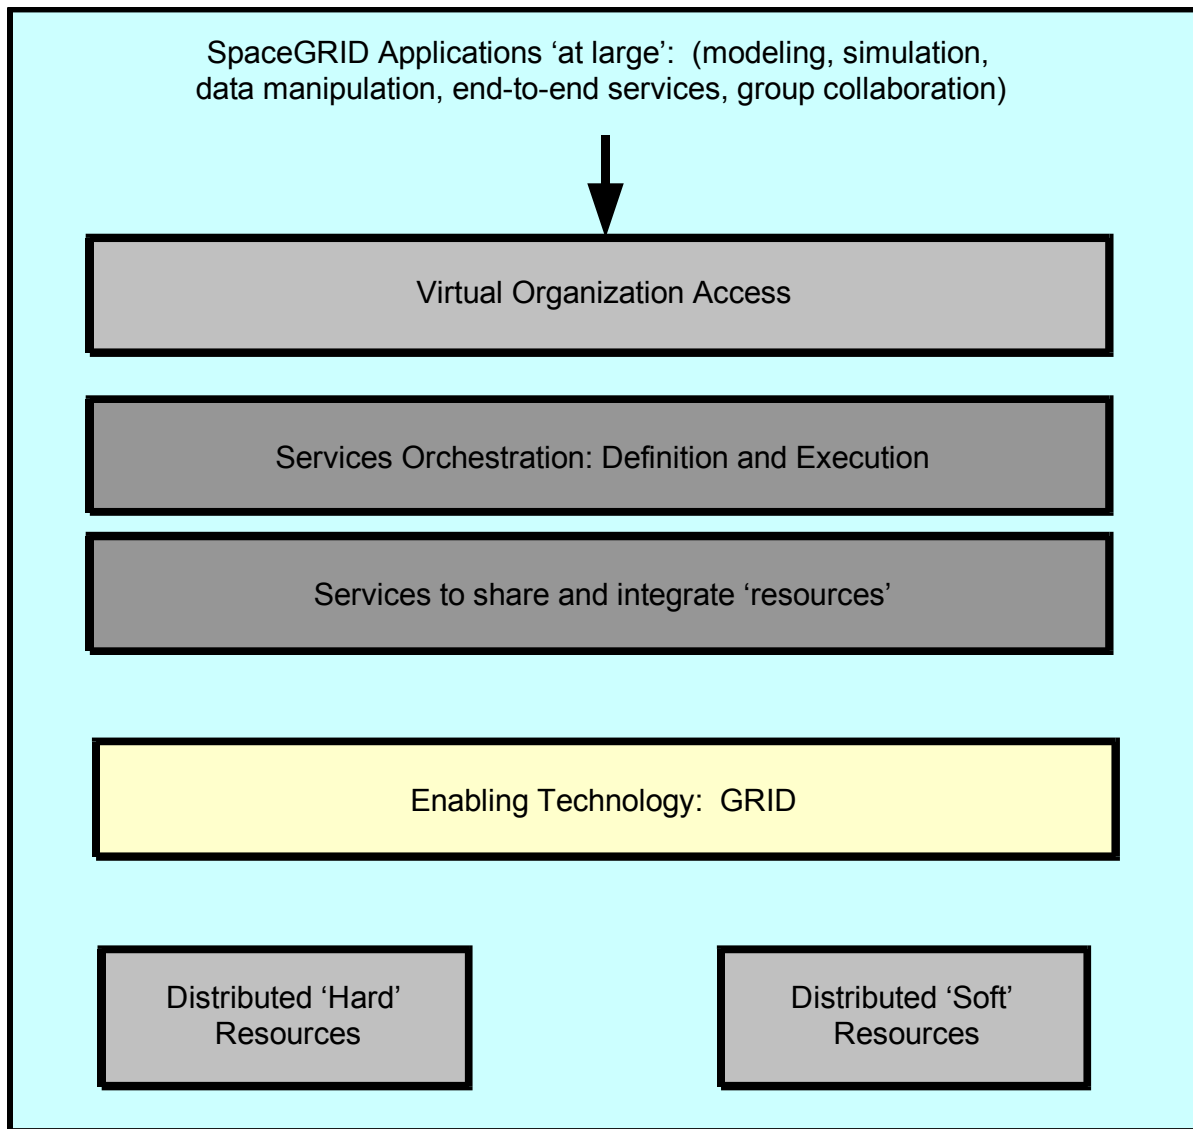 SpaceGRID Applications ‘at large’:  (modeling, simulation,
data manipulation, end-to-end services, group collaboration)
Virtual Organization Access
Services Orchestration: Definition and Execution
Services to share and integrate ‘resources’
Enabling Technology:  GRID
Distributed ‘Hard’
Resources
Distributed ‘Soft’
Resources